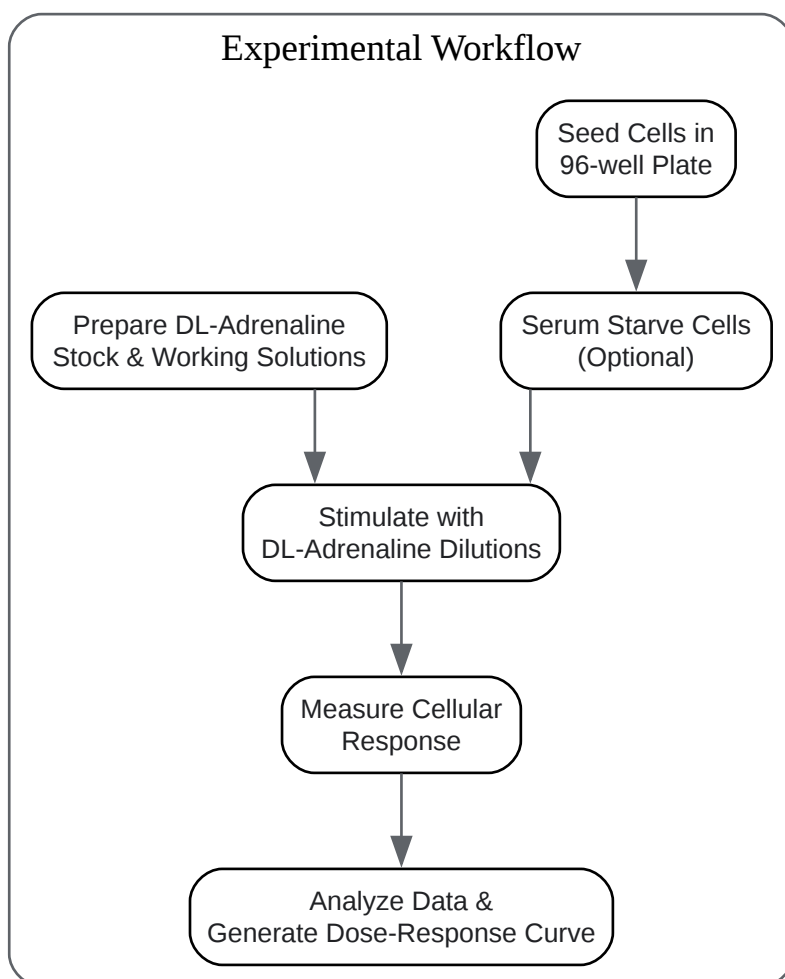 Experimental Workflow
Seed Cells in
96-well Plate
Prepare DL-Adrenaline
Stock & Working Solutions
Serum Starve Cells
(Optional)
Stimulate with
DL-Adrenaline Dilutions
Measure Cellular
Response
Analyze Data &
Generate Dose-Response Curve